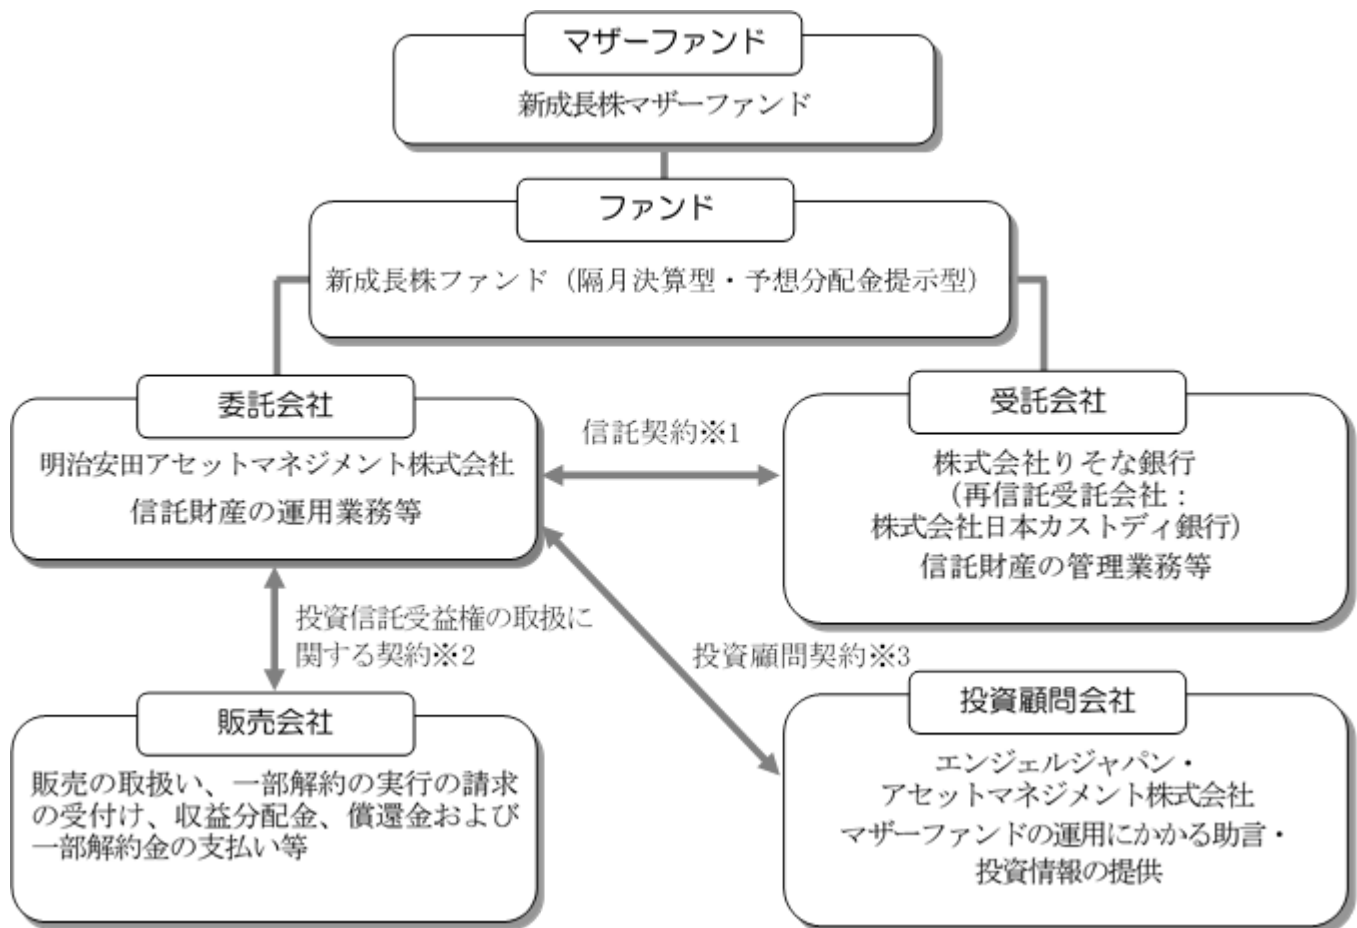 マザーファンド
新成長株マザーファンド
ファンド
新成長株ファンド（隔月決算型・予想分配金提示型）
委託会社
明治安田アセットマネジメント株式会社
信託財産の運用業務等
信託契約※1
受託会社
株式会社りそな銀行
（再信託受託会社：
株式会社日本カストディ銀行）
信託財産の管理業務等
投資信託受益権の取扱に
関する契約※2
投資顧問契約※3
販売会社
販売の取扱い、一部解約の実行の請求
の受付け、収益分配金、償還金および
一部解約金の支払い等
投資顧問会社
エンジェルジャパン・
アセットマネジメント株式会社
マザーファンドの運用にかかる助言・
投資情報の提供